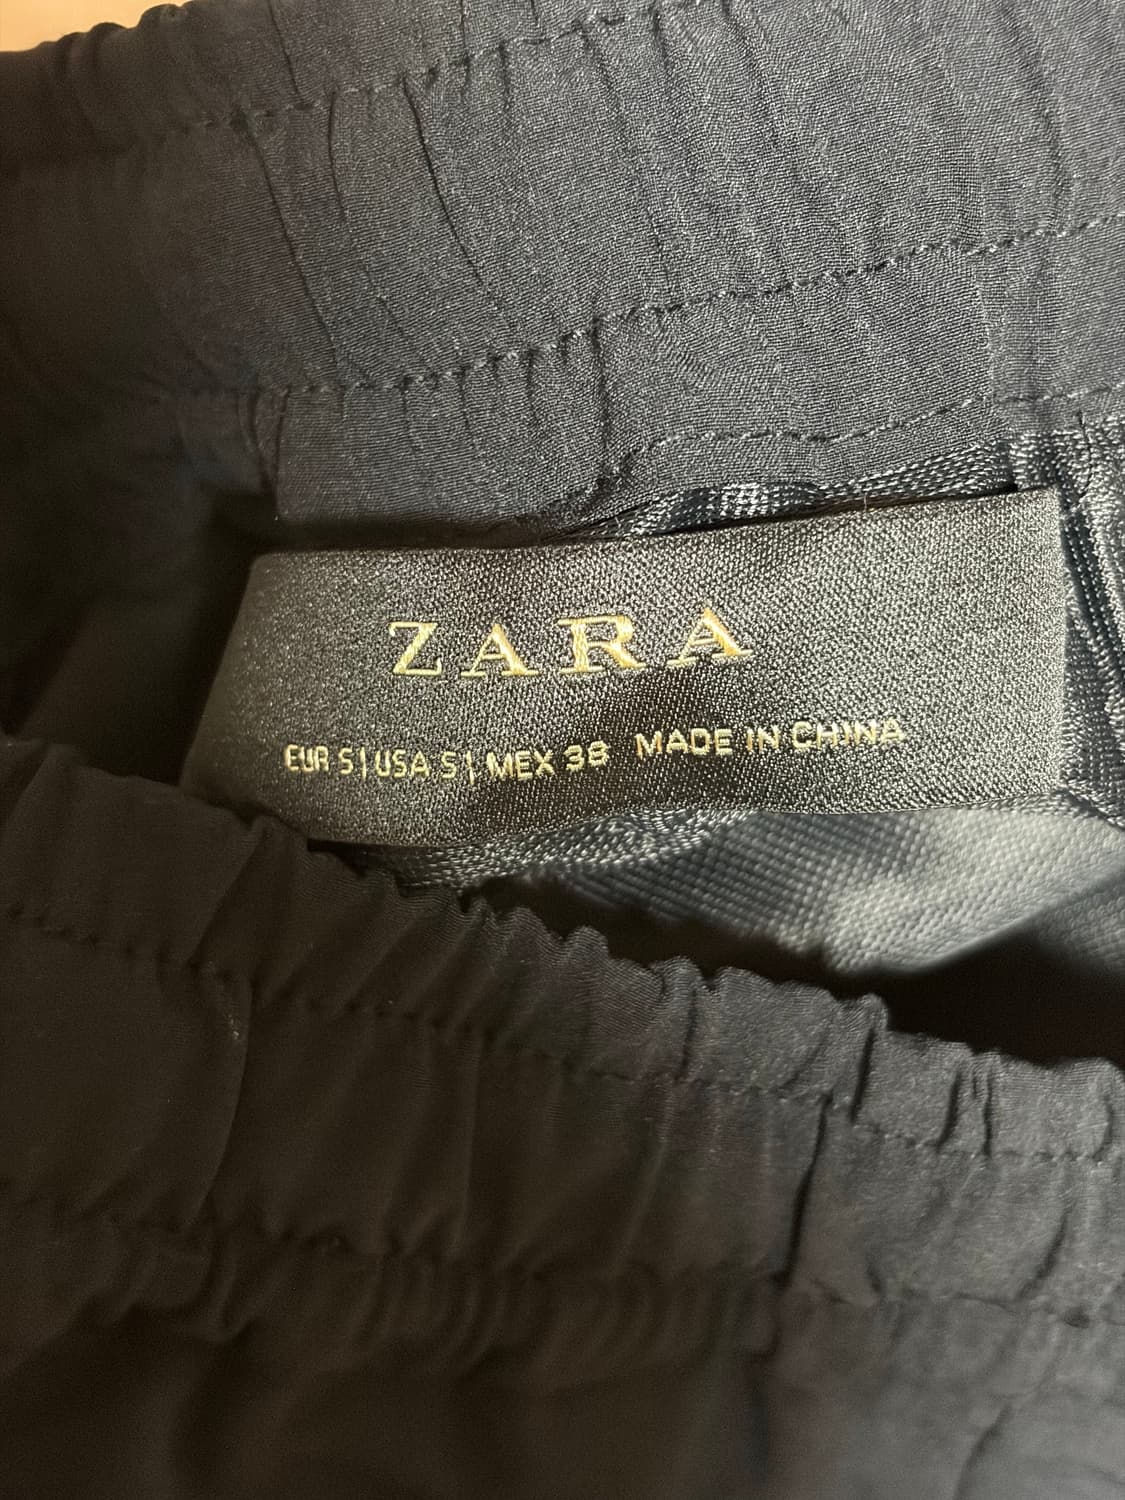 ZARA
EUR S | USA S | MEX 38 MADE IN CHINA